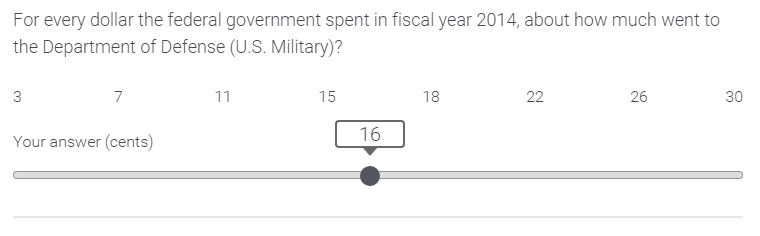 For every dollar the federal government spent in fiscal year 2014, about how much went to
the Department of Defense (U.S. Military)?
3 7 11 15 18 22 26 30
Your answer (cents)
16